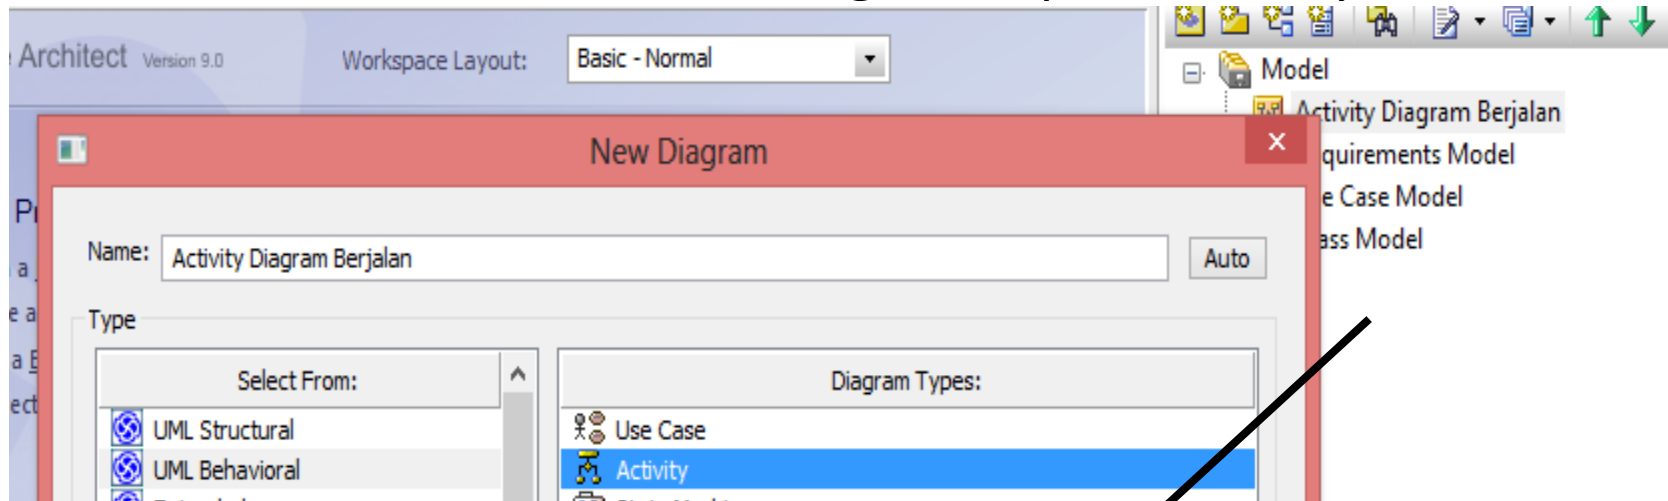 Architect Version 9.0
Workspace Layout:
Basic - Normal
Model
Activity Diagram Berjalan
New Diagram
quirements Model
e Case Model
ass Model
Name:
Activity Diagram Berjalan
Auto
Type
Select From:
Diagram Types:
UML Structural
Use Case
UML Behavioral
Activity